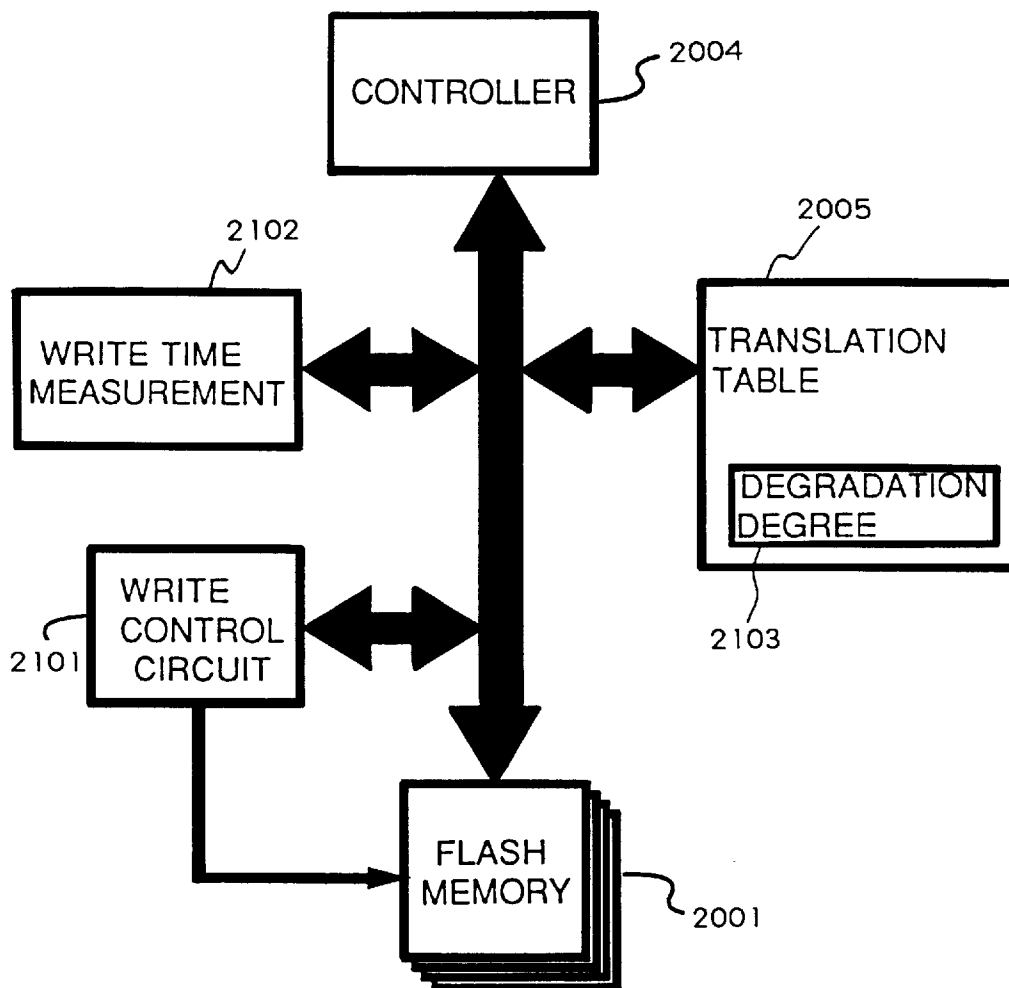 CONTROLLER
2004
2102
2005
WRITE TIME
MEASUREMENT
TRANSLATION
TABLE
DEGRADATION
DEGREE
2103
WRITE
CONTROL
CIRCUIT
2101
FLASH
MEMORY
2001